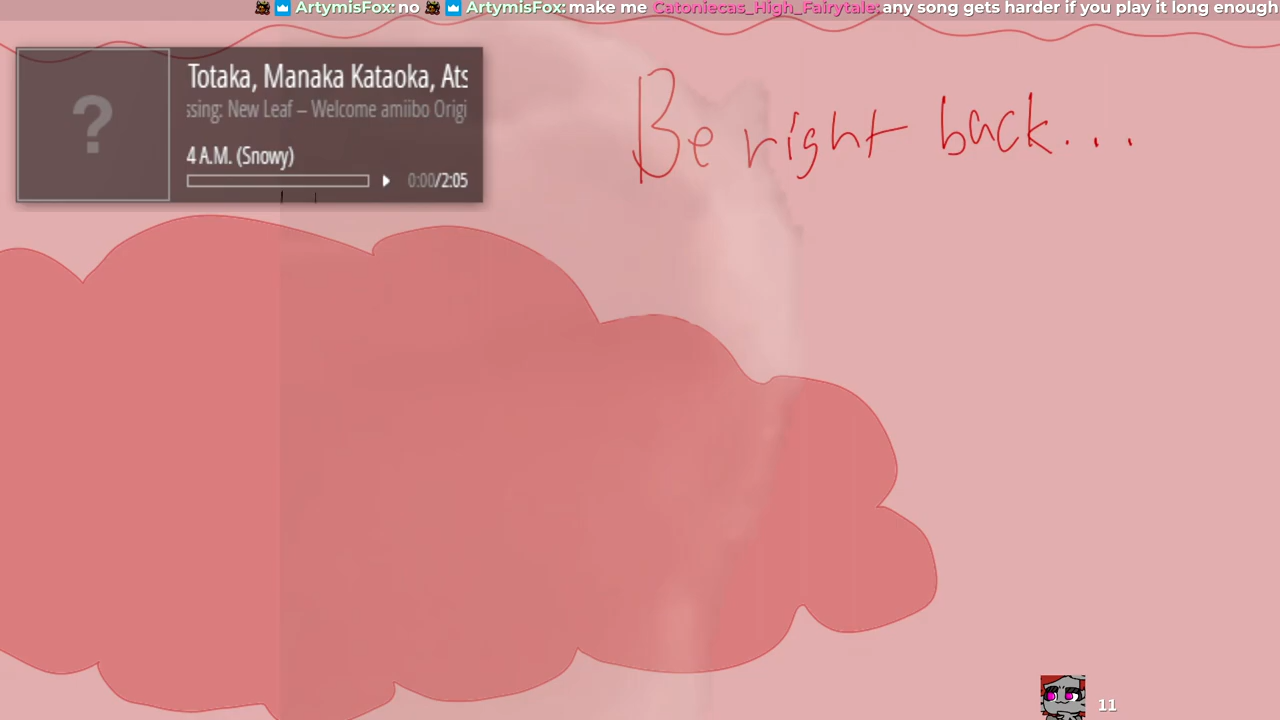 ArtymisFox: no ArtymisFox: make me Catoniecas_High_Fairytale: any song gets harder if you play it long enough
Totaka, Manaka Kataoka, Ats
ssing: New Leaf – Welcome amiibo Origi
4 A.M. (Snowy)
0:00/2:05
?
Be right back...
11